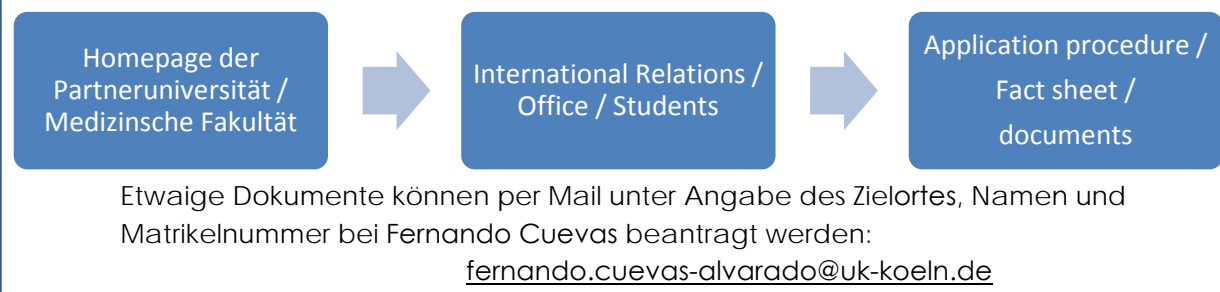 Homepage der
Partneruniversität /
Medizinsche Fakultät
International Relations /
Office / Students
Application procedure /
Fact sheet /
documents
Etwaige Dokumente können per Mail unter Angabe des Zielortes, Namen und
Matrikelnummer bei Fernando Cuevas beantragt werden:
fernando.cuevas-alvarado@uk-koeln.de